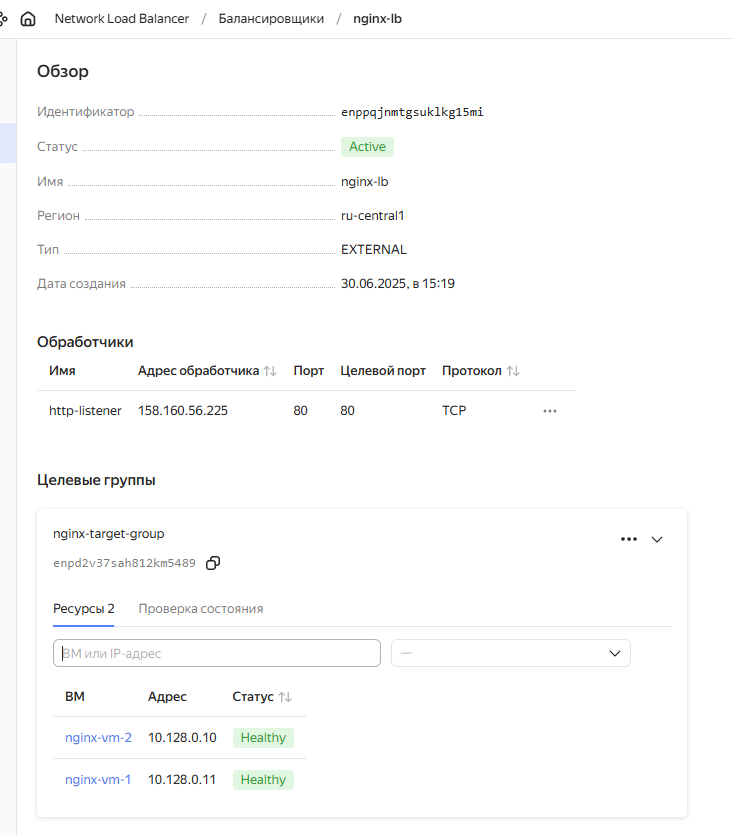 Network Load Balancer / Балансировщики / nginx-lb
Обзор
Идентификатор enppqjnmtgsuklkg15mi
Статус Active
Имя nginx-lb
Регион ru-central1
Тип EXTERNAL
Дата создания 30.06.2025, в 15:19
Обработчики
Имя Адрес обработчика Порт Целевой порт Протокол
http-listener 158.160.56.225 80 80 TCP
Целевые группы
nginx-target-group
enpd2v37sah812km5489
Ресурсы 2 Проверка состояния
ВМ или IP-адрес —
ВМ Адрес Статус
nginx-vm-2 10.128.0.10 Healthy
nginx-vm-1 10.128.0.11 Healthy